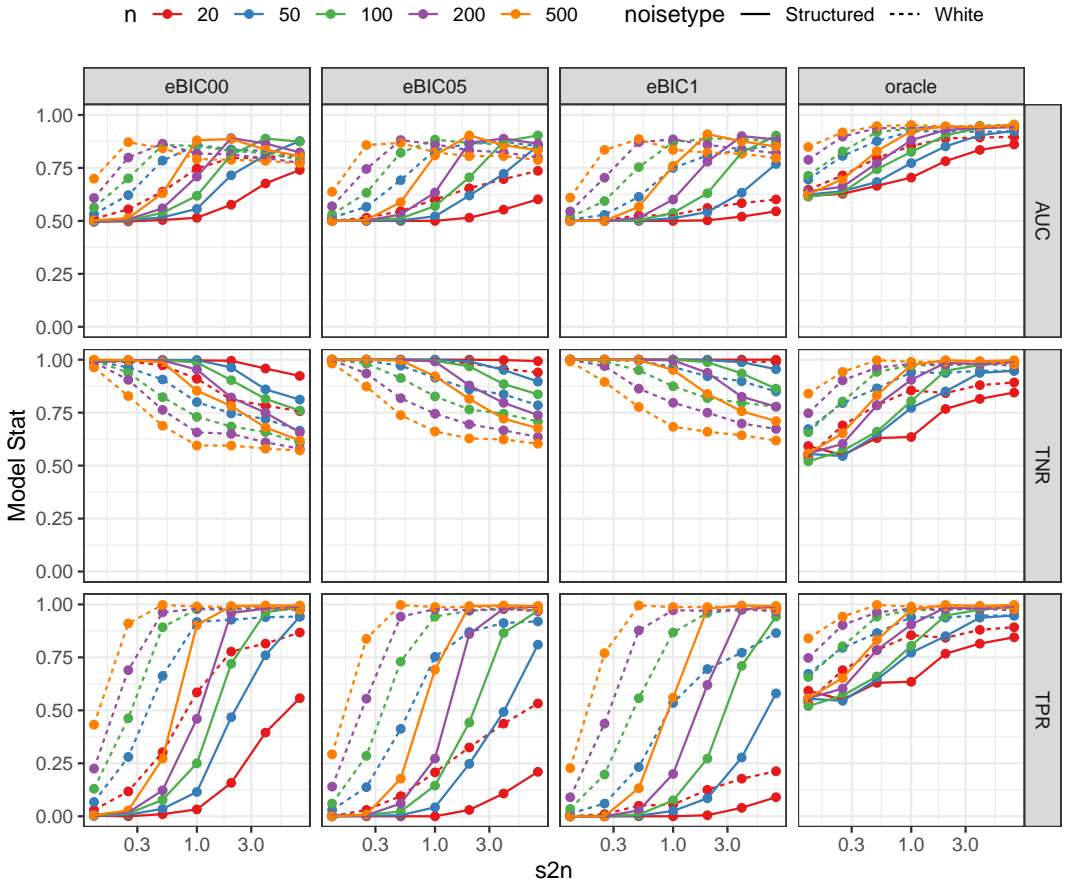 n 20 50 100 200 500 noisetype Structured White
eBIC00 eBIC05 eBIC1 oracle
1.00
0.75
0.50
0.25
0.00
AUC
1.00
0.75
0.50
0.25
0.00
TNR
Model Stat
1.00
0.75
0.50
0.25
0.00
TPR
0.3 1.0 3.0 0.3 1.0 3.0 0.3 1.0 3.0 0.3 1.0 3.0
s2n